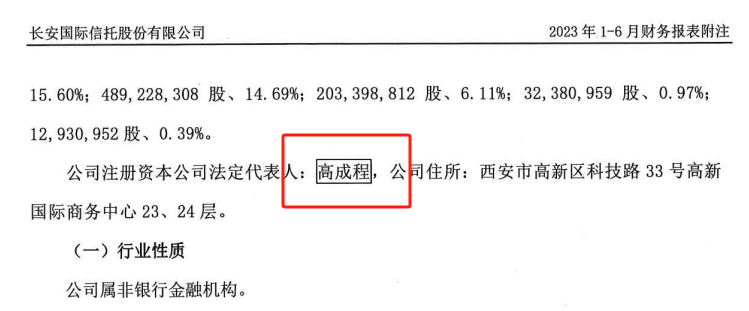 长安国际信托股份有限公司 2023 年 1-6 月财务报表附注
15.60%；489,228,308 股、14.69%；203,398,812 股、6.11%；32,380,959 股、0.97%；
12,930,952 股、0.39%。
公司注册资本公司法定代表人：高成程，公司住所：西安市高新区科技路 33 号高新
国际商务中心 23、24 层。
（一）行业性质
公司属非银行金融机构。